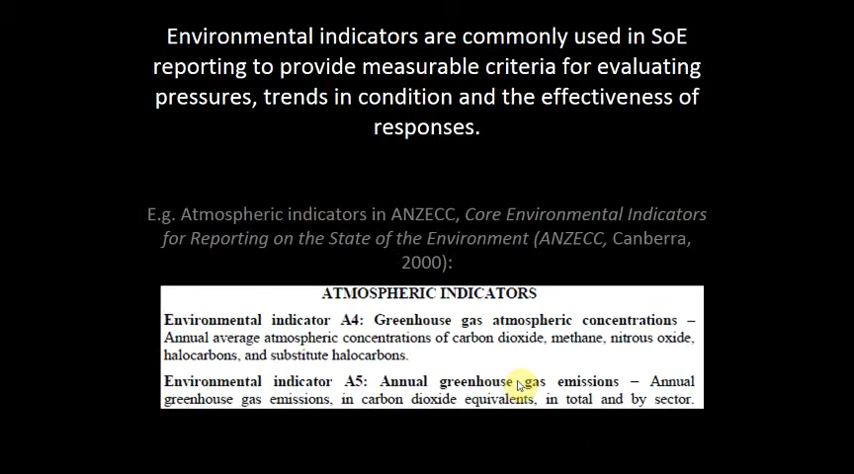 Environmental indicators are commonly used in SoE
reporting to provide measurable criteria for evaluating
pressures, trends in condition and the effectiveness of
responses.
E.g. Atmospheric indicators in ANZECC, Core Environmental Indicators
for Reporting on the State of the Environment (ANZECC, Canberra,
2000):
ATMOSPHERIC INDICATORS
Environmental indicator A4: Greenhouse gas atmospheric concentrations –
Annual average atmospheric concentrations of carbon dioxide, methane, nitrous oxide,
halocarbons, and substitute halocarbons.
Environmental indicator A5: Annual greenhouse gas emissions – Annual
greenhouse gas emissions, in carbon dioxide equivalents, in total and by sector.